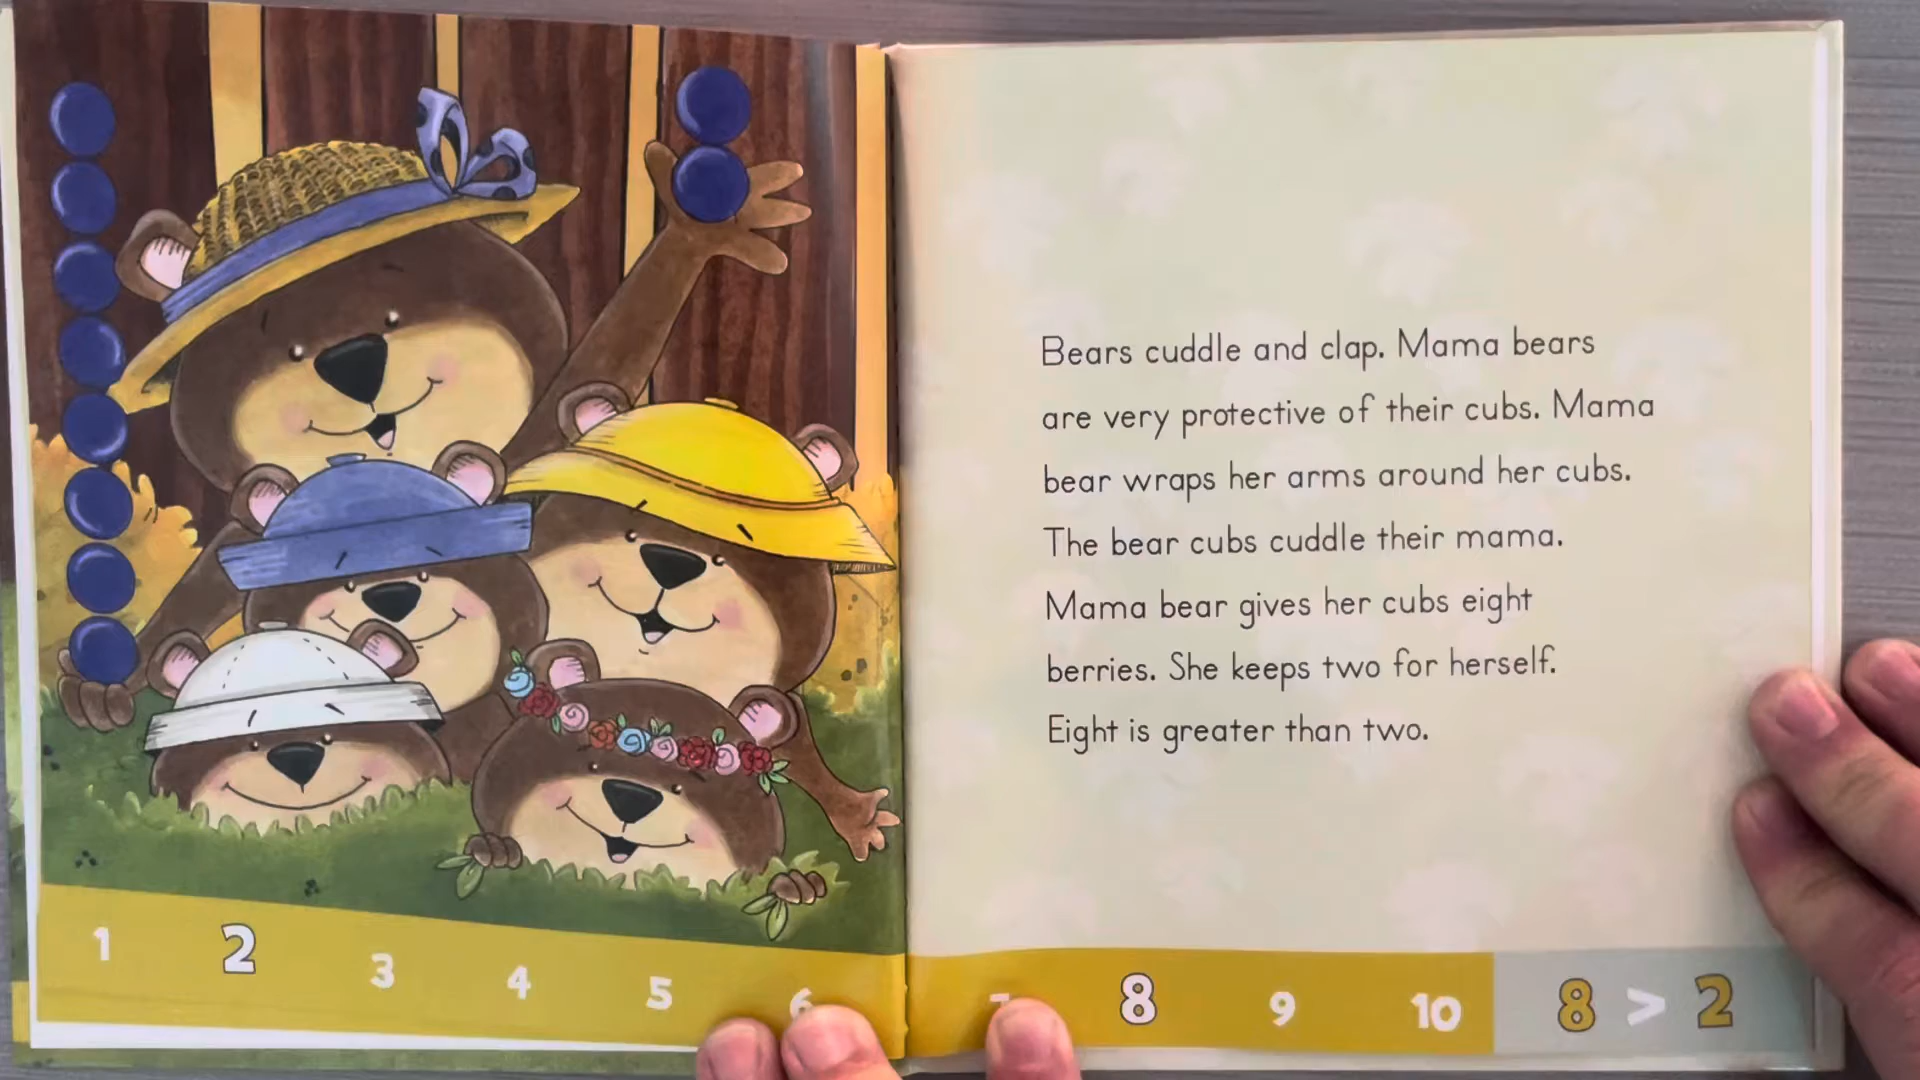 Bears cuddle and clap. Mama bears
are very protective of their cubs. Mama
bear wraps her arms around her cubs.
The bear cubs cuddle their mama.
Mama bear gives her cubs eight
berries. She keeps two for herself.
Eight is greater than two.
1 2 3 4 5 6 8 9 10 8 > 2